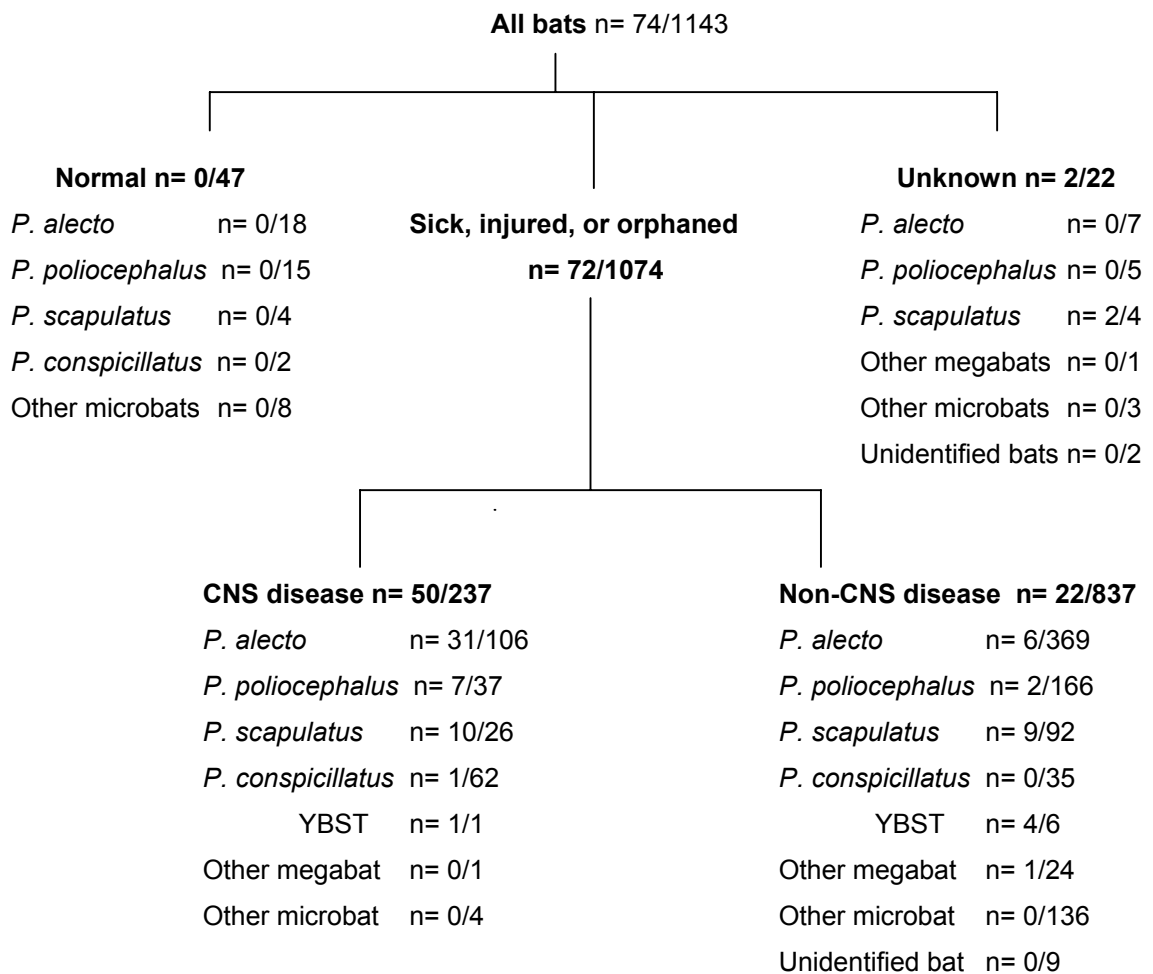 All bats n= 74/1143
Normal n= 0/47
P. alecto n= 0/18
P. poliocephalus n= 0/15
P. scapulatus n= 0/4
P. conspicillatus n= 0/2
Other microbats n= 0/8
Sick, injured, or orphaned
n= 72/1074
Unknown n= 2/22
P. alecto n= 0/7
P. poliocephalus n= 0/5
P. scapulatus n= 2/4
Other megabats n= 0/1
Other microbats n= 0/3
Unidentified bats n= 0/2
CNS disease n= 50/237
P. alecto n= 31/106
P. poliocephalus n= 7/37
P. scapulatus n= 10/26
P. conspicillatus n= 1/62
YBST n= 1/1
Other megabat n= 0/1
Other microbat n= 0/4
Non-CNS disease n= 22/837
P. alecto n= 6/369
P. poliocephalus n= 2/166
P. scapulatus n= 9/92
P. conspicillatus n= 0/35
YBST n= 4/6
Other megabat n= 1/24
Other microbat n= 0/136
Unidentified bat n= 0/9